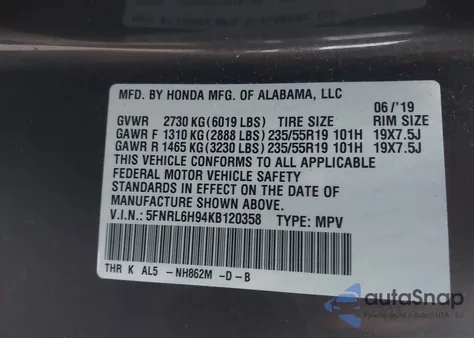 MFD. BY HONDA MFG. OF ALABAMA, LLC
06/'19
GVWR 2730 KG(6019 LBS) TIRE SIZE RIM SIZE
GAWR F 1310 KG(2888 LBS)235/55R19 101H 19X7.5J
GAWR R 1465 KG(3230 LBS)235/55R19 101H 19X7.5J
THIS VEHICLE CONFORMS TO ALL APPLICABLE
FEDERAL MOTOR VEHICLE SAFETY
STANDARDS IN EFFECT ON THE DATE OF
MANUFACTURE SHOWN ABOVE.
V.I.N.:5FNRL6H94KB120358 TYPE: MPV
THR K AL5 -NH862M -D-B
autoSnap